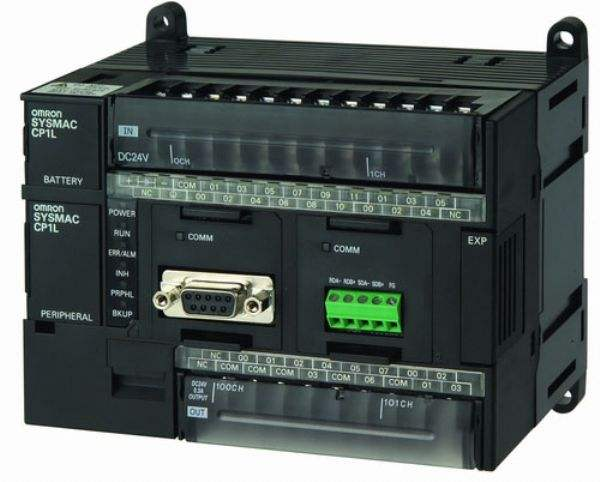 OMRON
SYSMAC
CP1L
BATTERY
IN
DC24V
0CH
1CH
COM 01 03 05 07 09 11 01 03 05
NC 00 02 04 06 08 10 00 02 04 NC
OMRON
SYSMAC
CP1L
PERIPHERAL
POWER
RUN
ERR/ALM
INH
PRPHL
BKUP
COMM
COMM
RDA- RDB+ SDA- SDB+ FG
EXP
NC 00 01 02 04 05 07 00 02
NC COM COM COM 03 COM 06 COM 01 03
DC24V
0.3A
OUTPUT
OUT
100CH
101CH